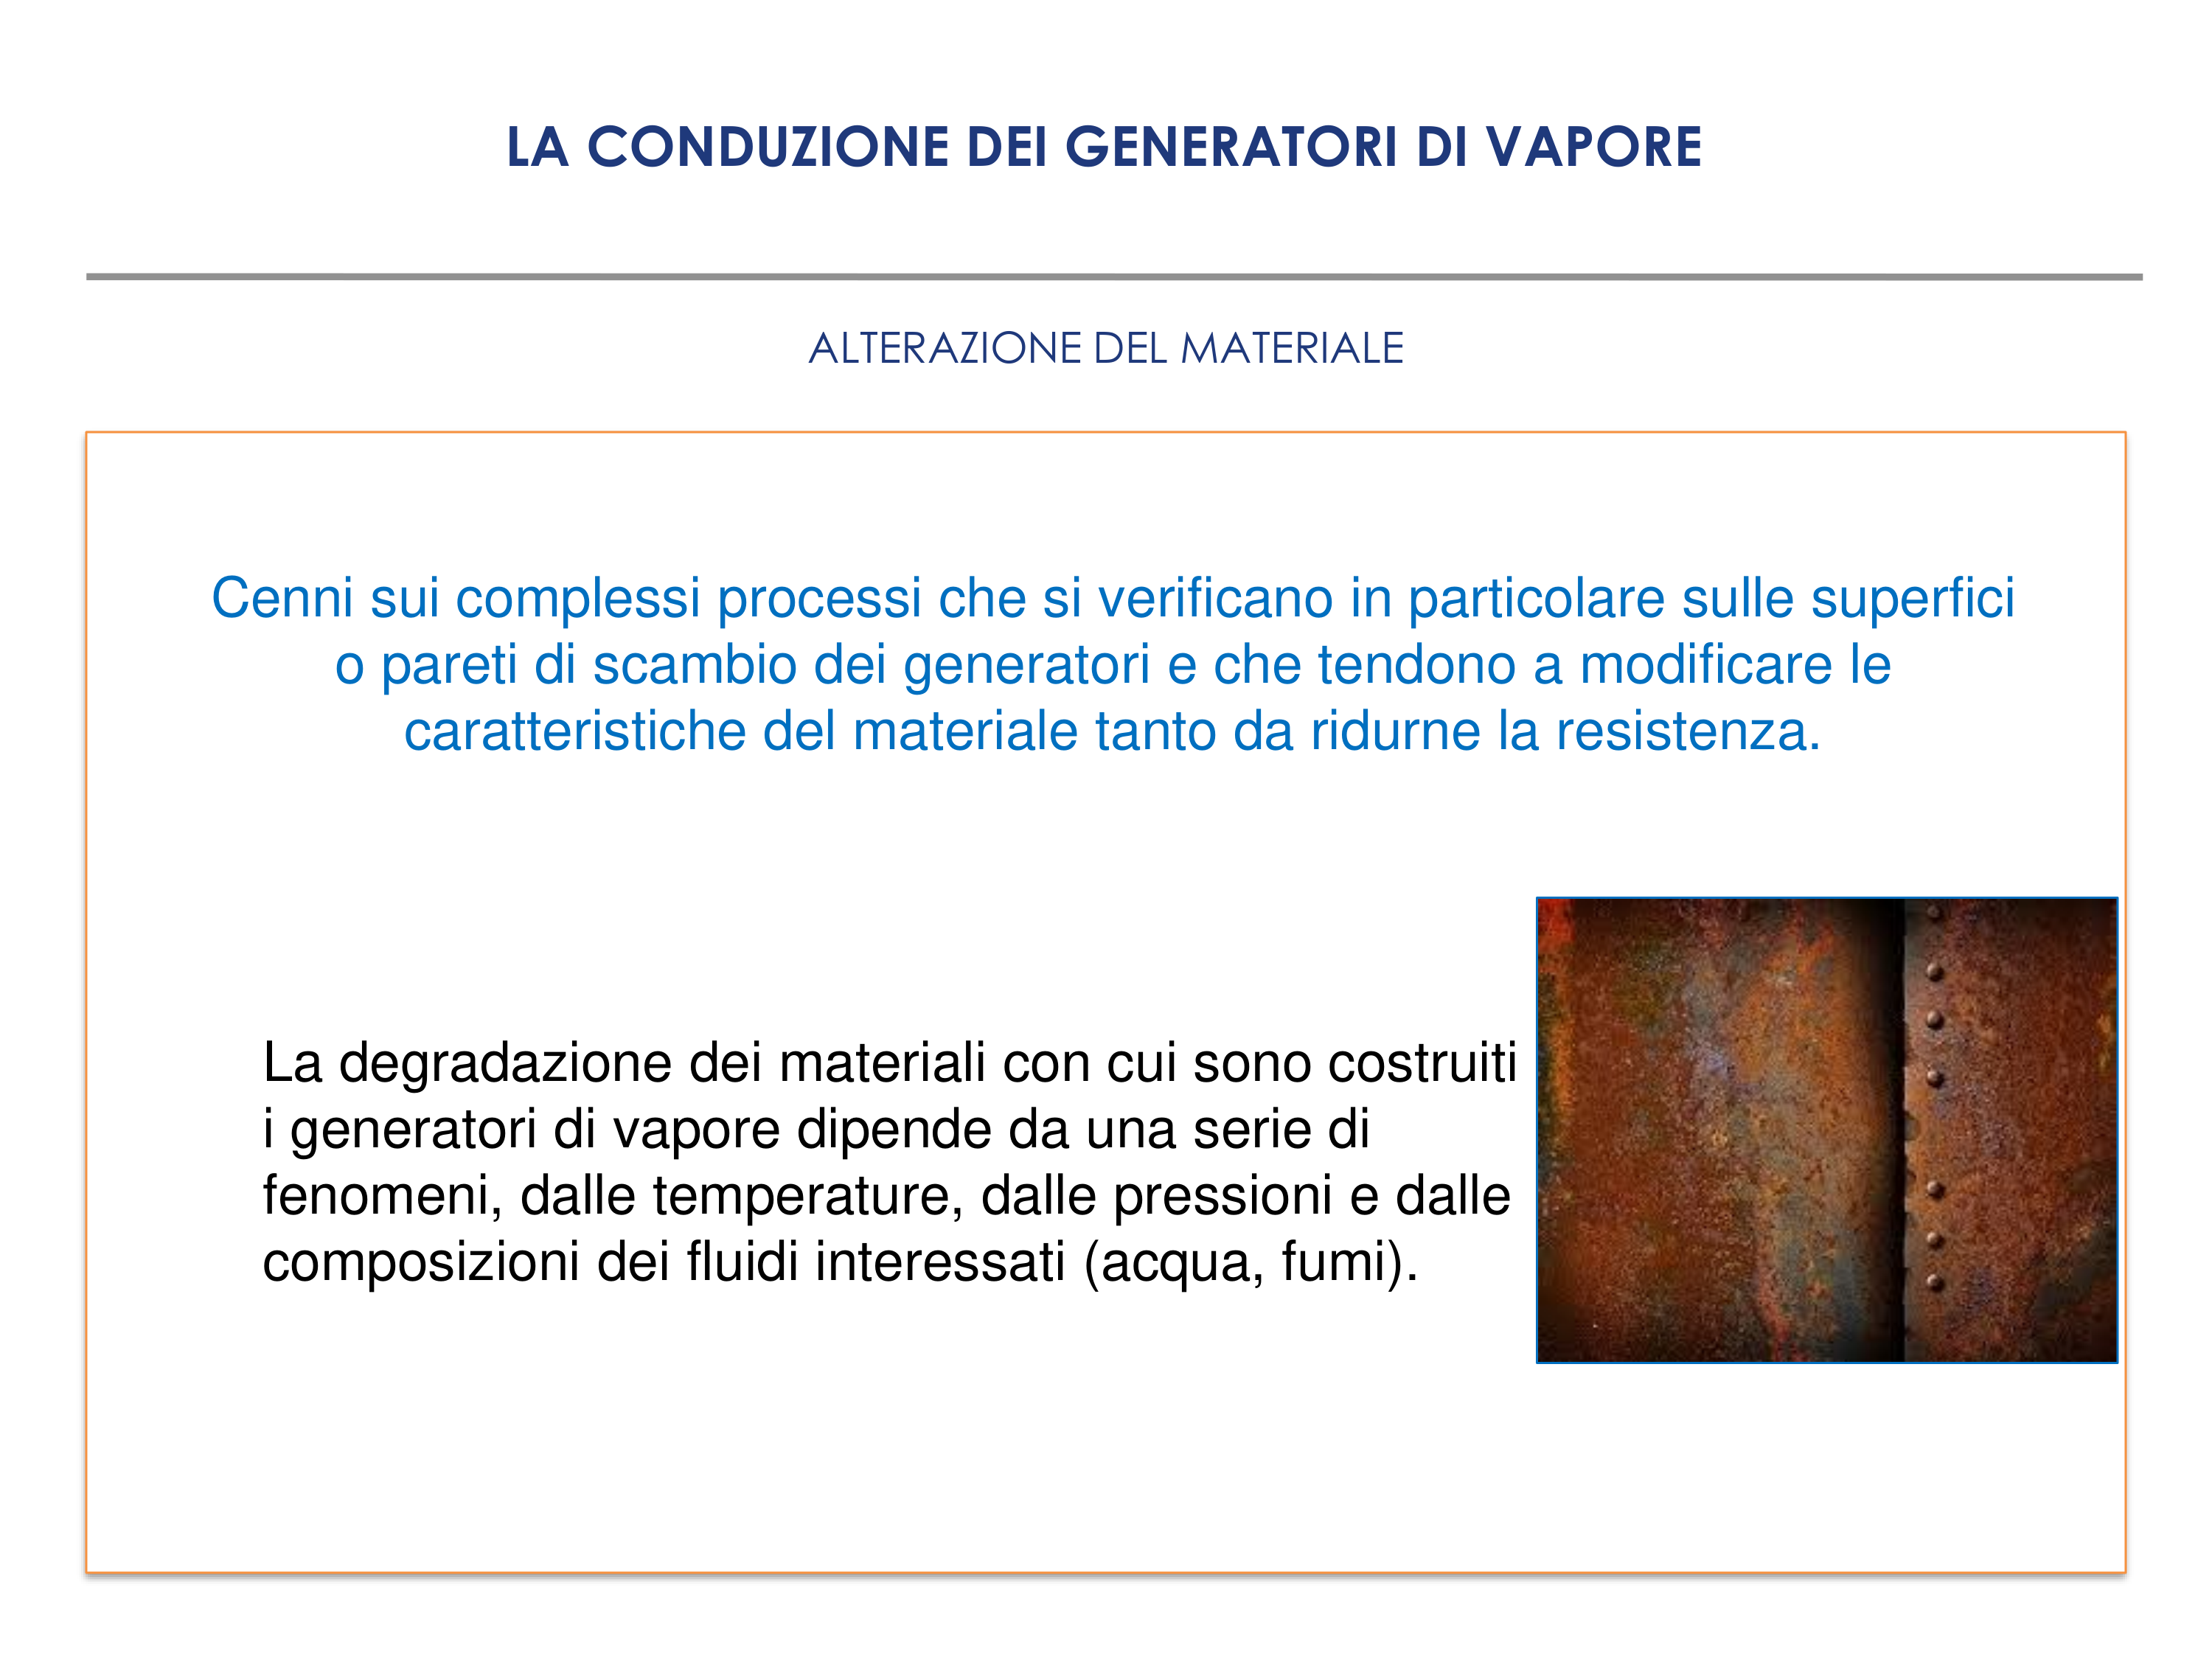 LA CONDUZIONE DEI GENERATORI DI VAPORE
ALTERAZIONE DEL MATERIALE
Cenni sui complessi processi che si verificano in particolare sulle superfici
o pareti di scambio dei generatori e che tendono a modificare le
caratteristiche del materiale tanto da ridurne la resistenza.
La degradazione dei materiali con cui sono costruiti
i generatori di vapore dipende da una serie di
fenomeni, dalle temperature, dalle pressioni e dalle
composizioni dei fluidi interessati (acqua, fumi).